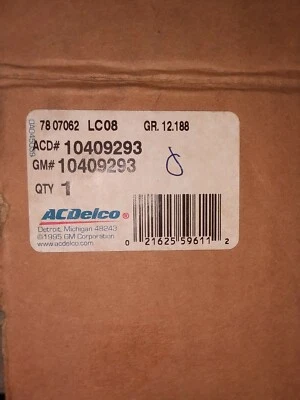 78 07062 LC08 GR. 12.188
ACD# 10409293
GM# 10409293
QTY 1
ACDelco
Detroit, Michigan 48243
©1995 GM Corporation
www.acdelco.com
0 21625 59611 2